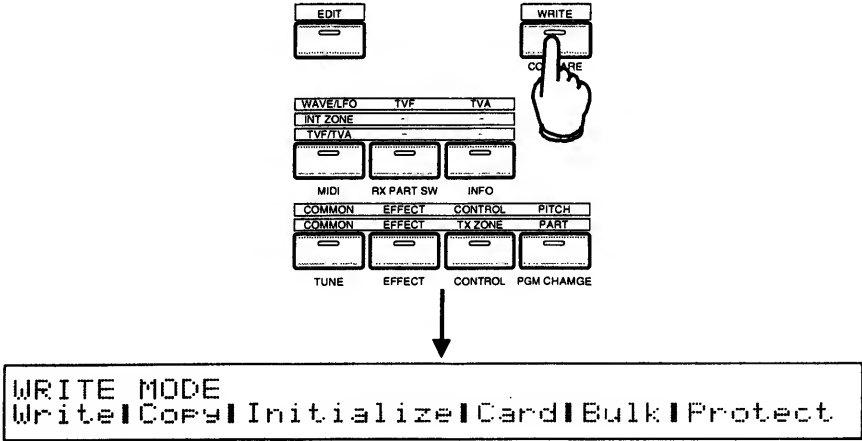 EDIT WRITE
WAVE/LFO TVF TVA
INT ZONE - -
TVF/TVA - -
MIDI RX PART SW INFO
COMMON EFFECT CONTROL PITCH
COMMON EFFECT TX ZONE PART
TUNE EFFECT CONTROL PGM CHAMGE
WRITE MODE
Write|Copy|Initialize|Card|Bulk|Protect